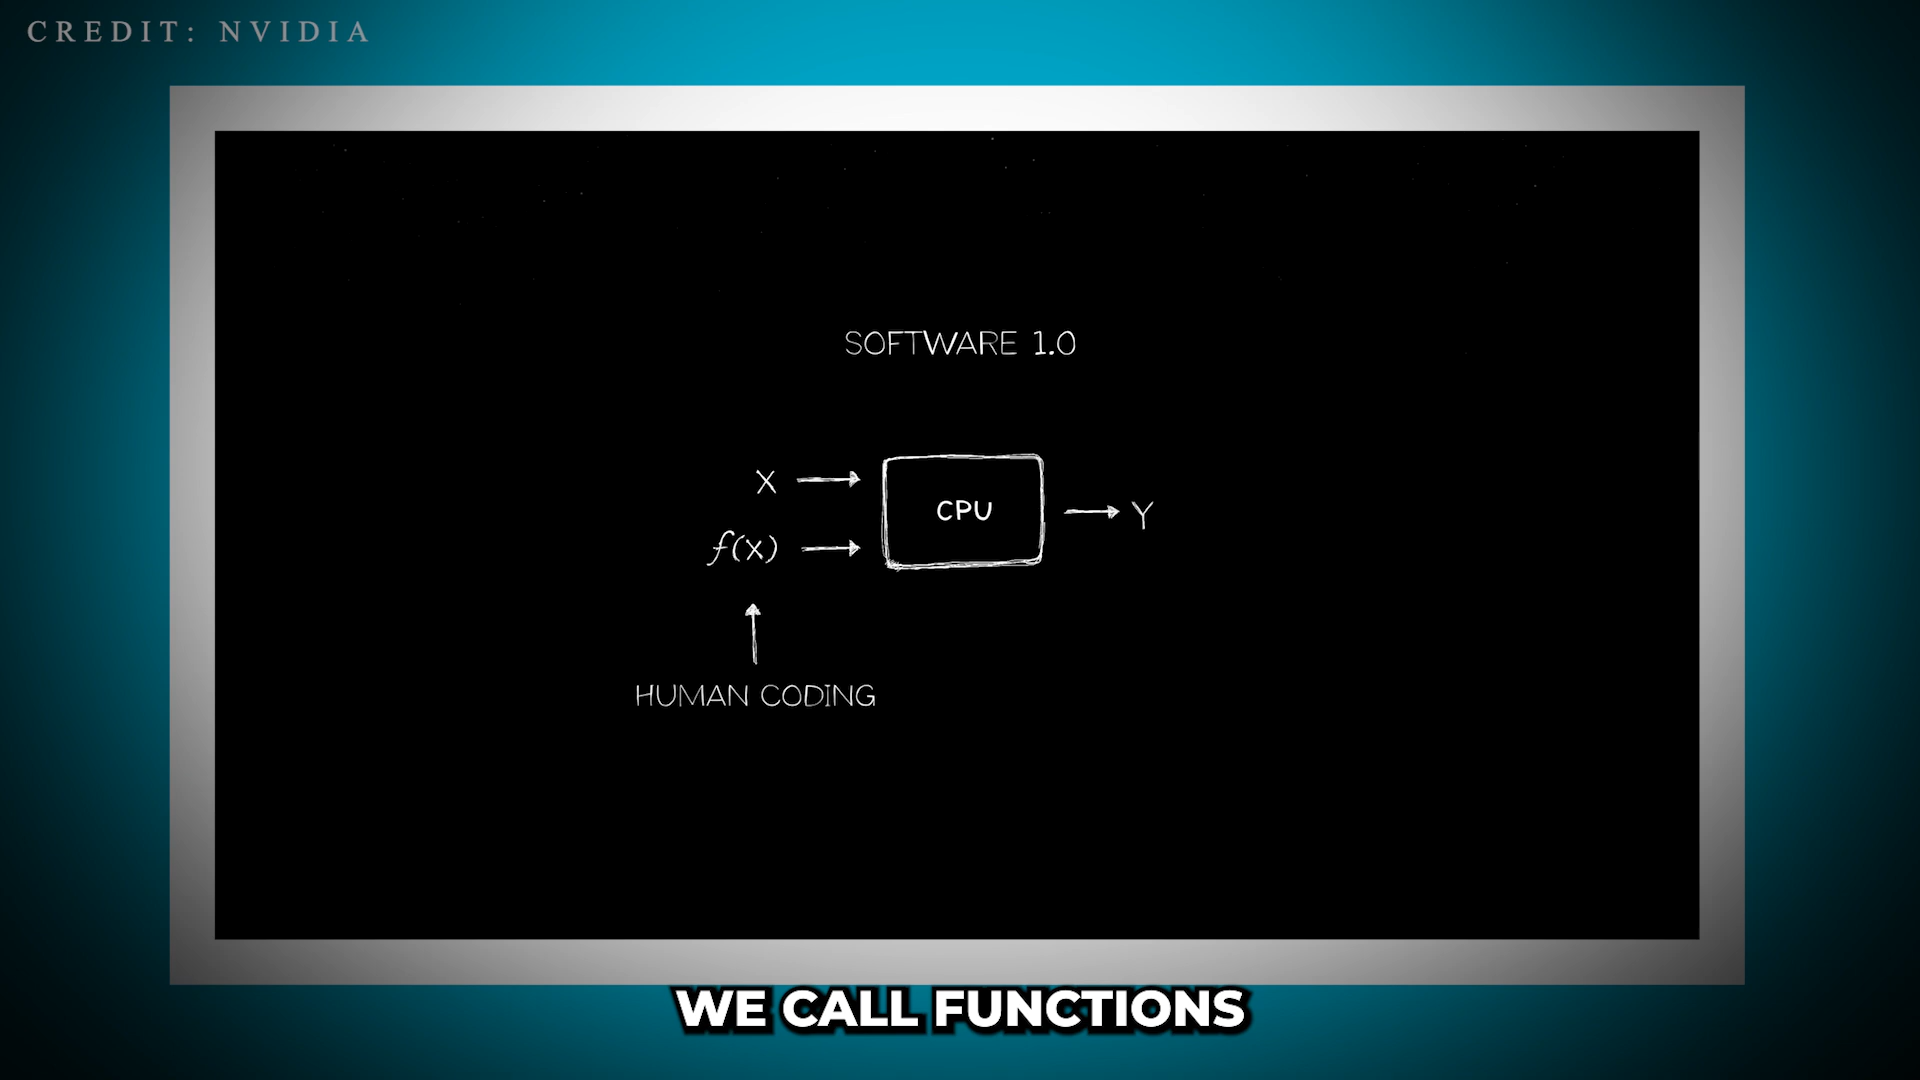 CREDIT: NVIDIA
SOFTWARE 1.0
X
CPU
Y
f(x)
HUMAN CODING
WE CALL FUNCTIONS